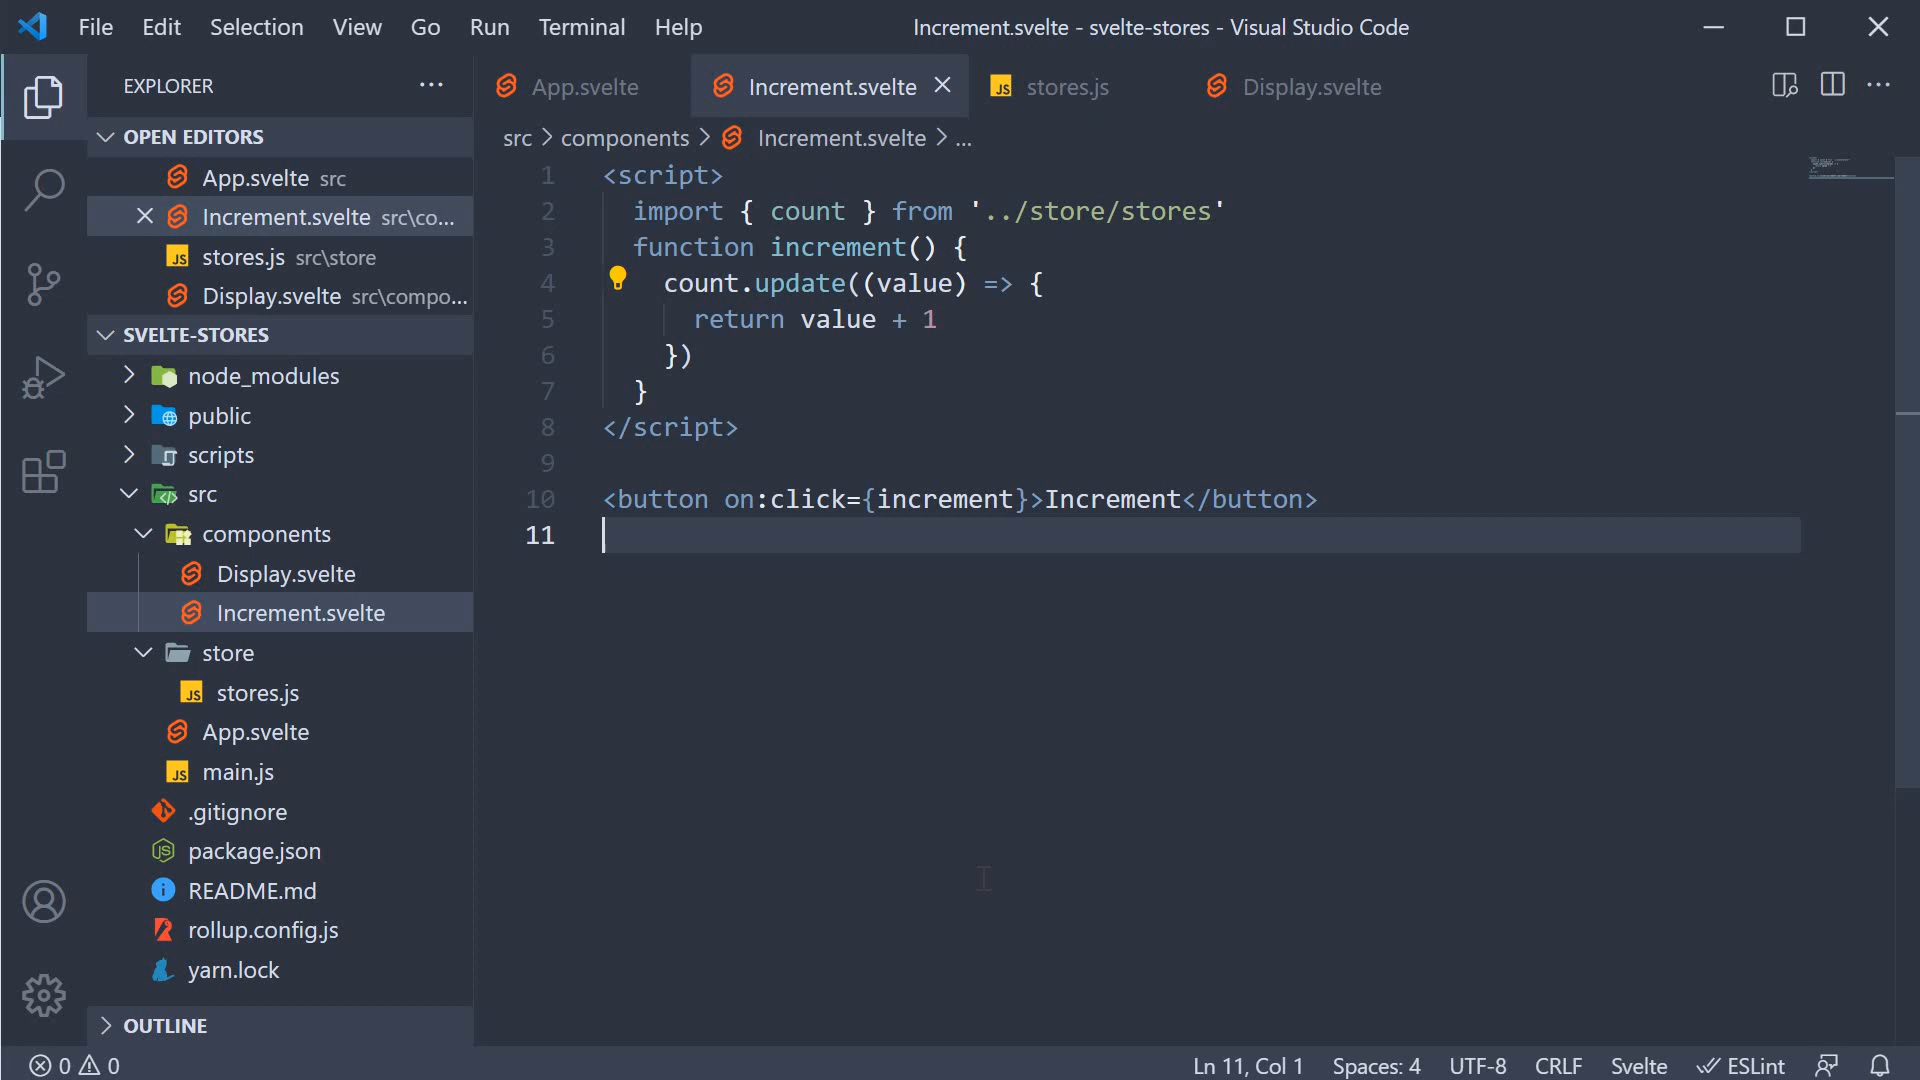 File Edit Selection View Go Run Terminal Help
Increment.svelte - svelte-stores - Visual Studio Code
EXPLORER
OPEN EDITORS
App.svelte src
Increment.svelte src\co...
stores.js src\store
Display.svelte src\compo...
SVELTE-STORES
node_modules
public
scripts
src
components
Display.svelte
Increment.svelte
store
stores.js
App.svelte
main.js
.gitignore
package.json
README.md
rollup.config.js
yarn.lock
OUTLINE
App.svelte Increment.svelte stores.js Display.svelte
src > components > Increment.svelte > ...
1 <script>
2 import { count } from '../store/stores'
3 function increment() {
4 count.update((value) => {
5 return value + 1
6 })
7 }
8 </script>
9
10 <button on:click={increment}>Increment</button>
11
0 0 Ln 11, Col 1 Spaces: 4 UTF-8 CRLF Svelte ESLint